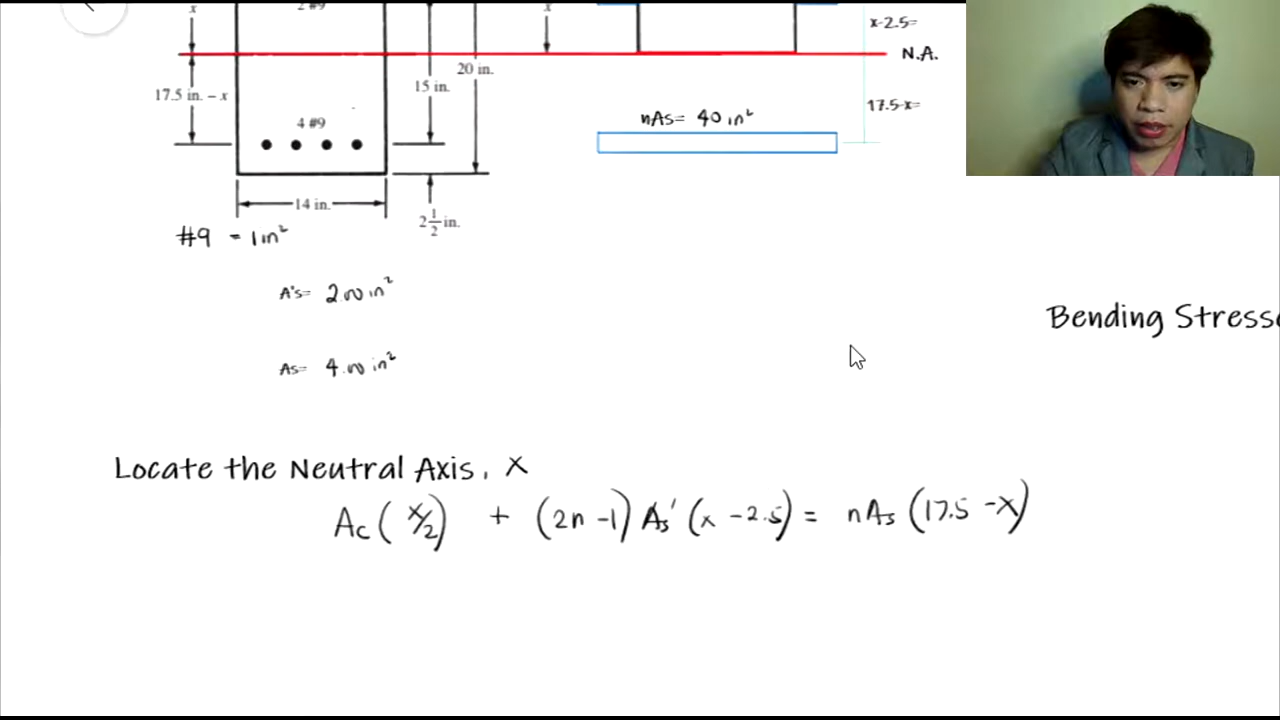 x
2 #9
x
x-2.5=
N.A.
20 in.
17.5 in. – x
15 in.
17.5-x=
4 #9
nAs= 40 in²
14 in.
2 1/2 in.
#9 = 1 in²
A's= 2.00 in²
Bending Stresse
As= 4.00 in²
Locate the Neutral Axis, x
Ac (x/2) + (2n -1) As' (x -2.5) = nAs (17.5 -x)